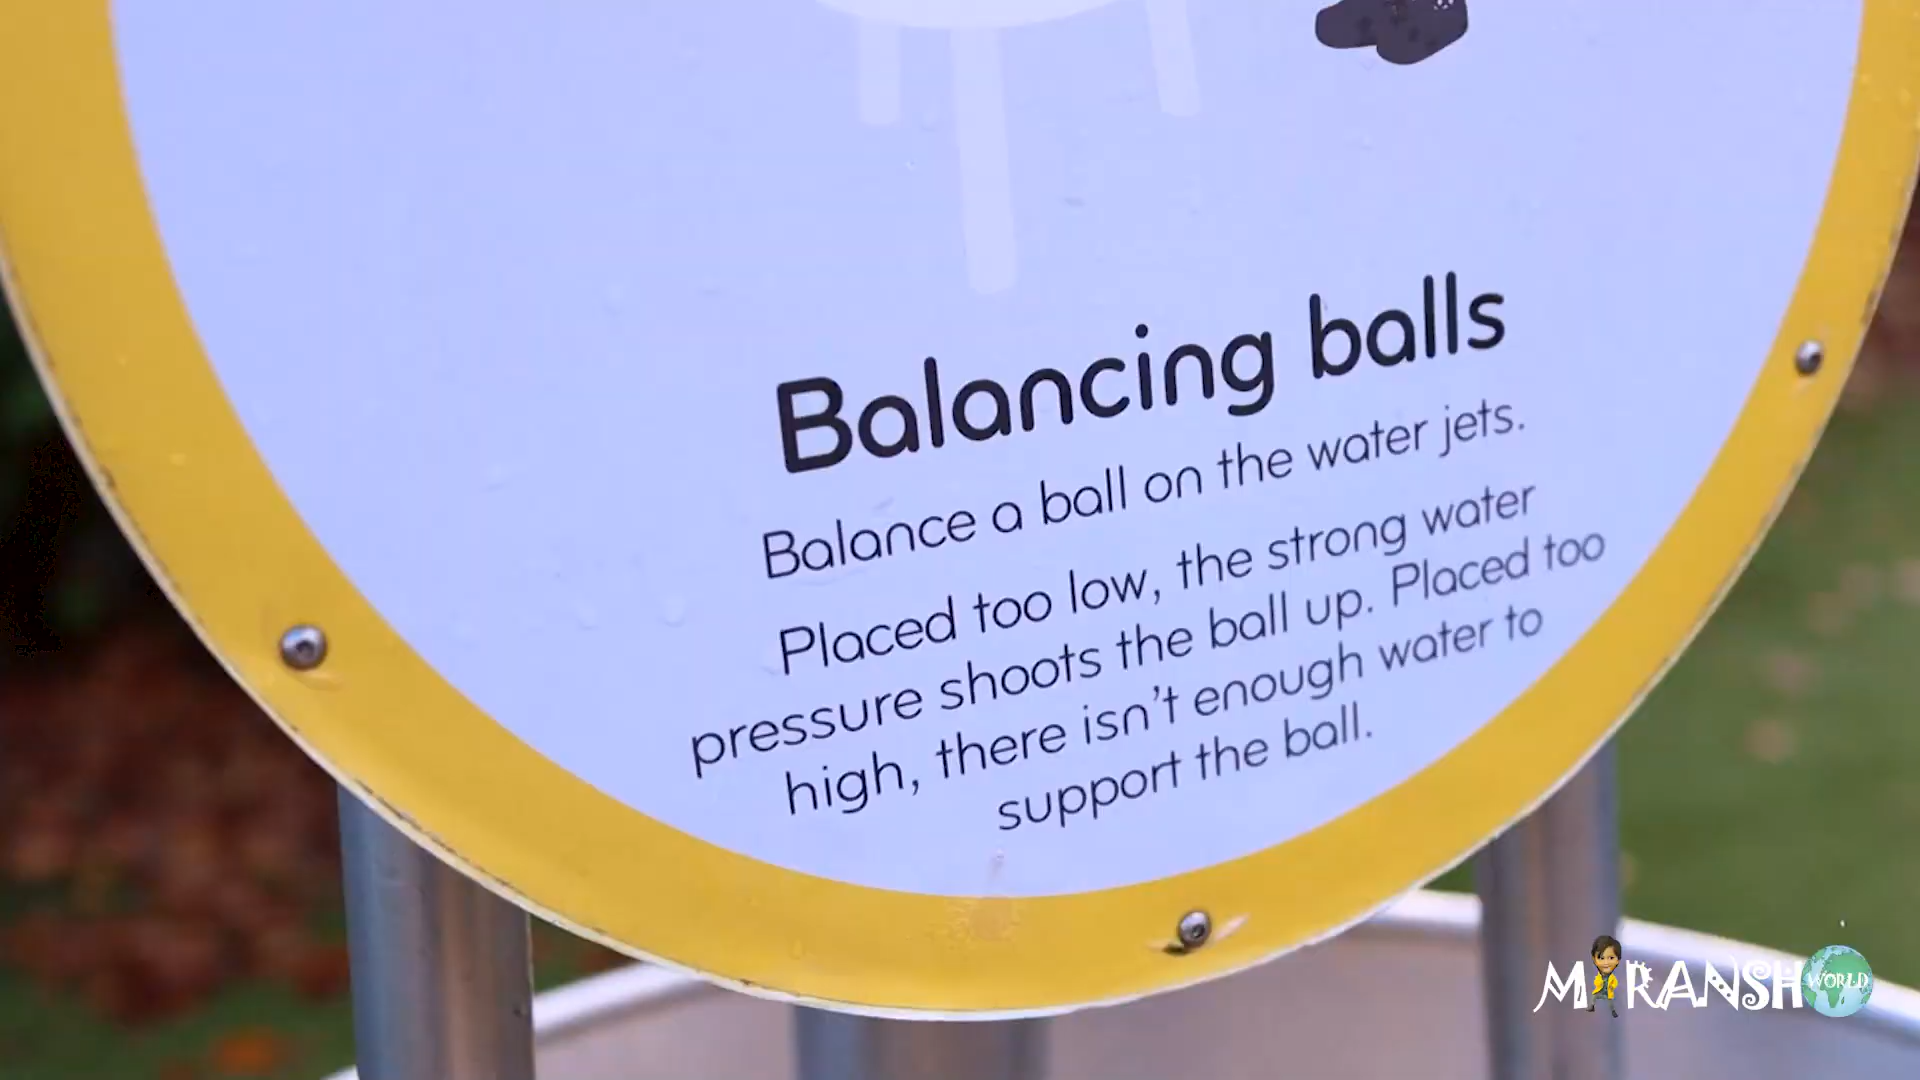 Balancing balls
Balance a ball on the water jets.
Placed too low, the strong water
pressure shoots the ball up. Placed too
high, there isn't enough water to
support the ball.
MIRANSH WORLD